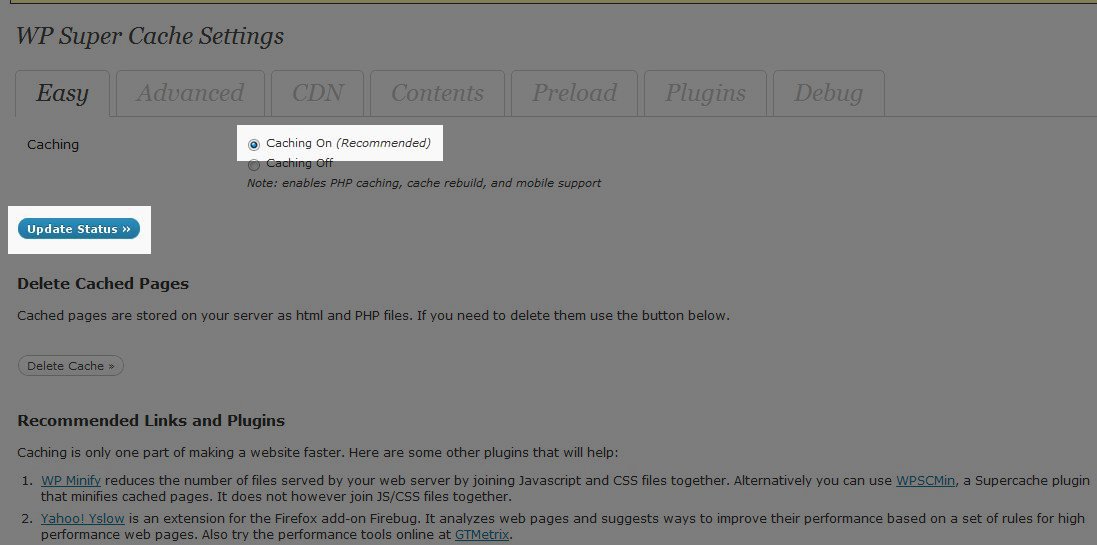 WP Super Cache Settings
Easy Advanced CDN Contents Preload Plugins Debug
Caching
Caching On (Recommended)
Caching Off
Note: enables PHP caching, cache rebuild, and mobile support
Update Status »
Delete Cached Pages
Cached pages are stored on your server as html and PHP files. If you need to delete them use the button below.
Delete Cache »
Recommended Links and Plugins
Caching is only one part of making a website faster. Here are some other plugins that will help:
1. WP Minify reduces the number of files served by your web server by joining Javascript and CSS files together. Alternatively you can use WPSCMin, a Supercache plugin
that minifies cached pages. It does not however join JS/CSS files together.
2. Yahoo! Yslow is an extension for the Firefox add-on Firebug. It analyzes web pages and suggests ways to improve their performance based on a set of rules for high
performance web pages. Also try the performance tools online at GTMetrix.